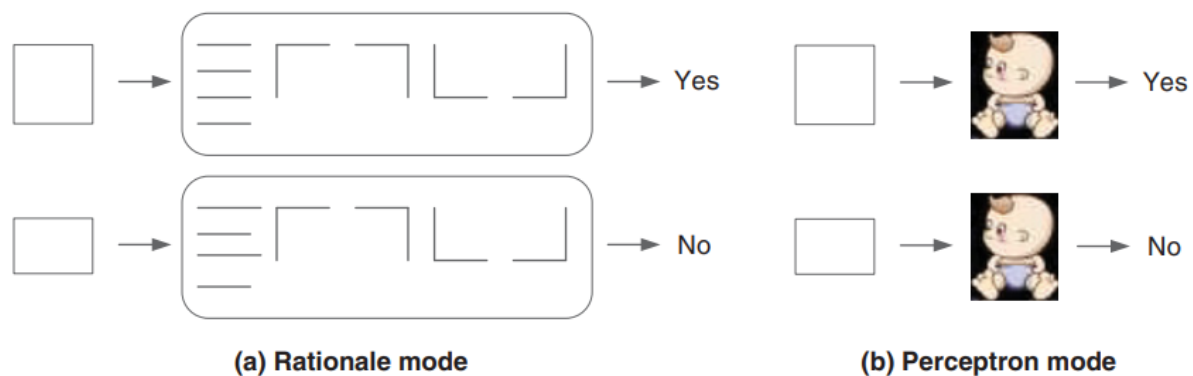 Yes
Yes
No
No
(a) Rationale mode
(b) Perceptron mode